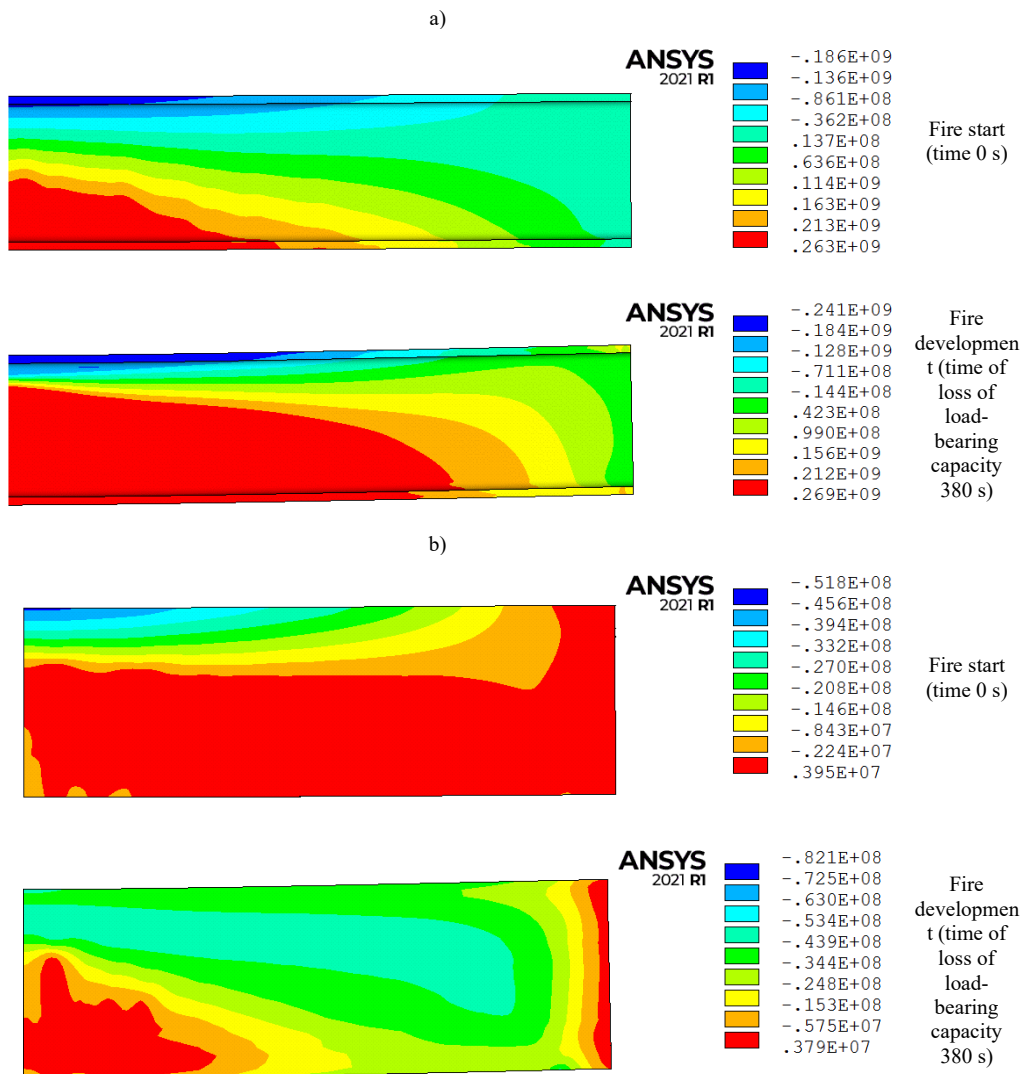 a)
ANSYS
2021 R1
-.186E+09
-.136E+09
-.861E+08
-.362E+08
.137E+08
.636E+08
.114E+09
.163E+09
.213E+09
.263E+09
Fire start
(time 0 s)
ANSYS
2021 R1
-.241E+09
-.184E+09
-.128E+09
-.711E+08
-.144E+08
.423E+08
.990E+08
.156E+09
.212E+09
.269E+09
Fire
developmen
t (time of
loss of
load-
bearing
capacity
380 s)
b)
ANSYS
2021 R1
-.518E+08
-.456E+08
-.394E+08
-.332E+08
-.270E+08
-.208E+08
-.146E+08
-.843E+07
-.224E+07
.395E+07
Fire start
(time 0 s)
ANSYS
2021 R1
-.821E+08
-.725E+08
-.630E+08
-.534E+08
-.439E+08
-.344E+08
-.248E+08
-.153E+08
-.575E+07
.379E+07
Fire
developmen
t (time of
loss of
load-
bearing
capacity
380 s)